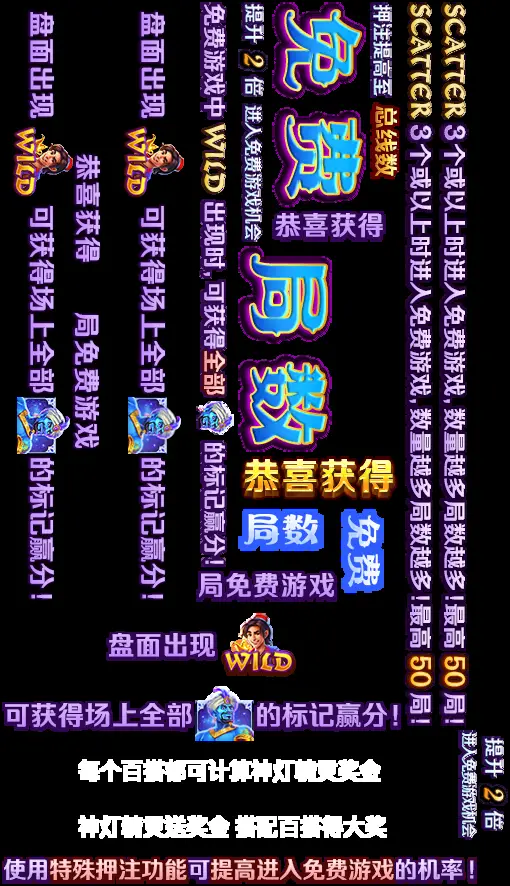 SCATTER 3个或以上时进入免费游戏,数量越多局数越多!最高 50 局!
SCATTER 3个或以上时进入免费游戏,数量越多局数越多!最高 50 局!
押注提高至 总线数
免费
恭喜获得
局数
提升 2 倍 进入免费游戏机会
免费游戏中 WILD 出现时,可获得全部 的标记赢分!
盘面出现 WILD 可获得场上全部 的标记赢分!
恭喜获得 局免费游戏
盘面出现 WILD 可获得场上全部 的标记赢分!
恭喜获得
局数
免费
局免费游戏
盘面出现 WILD
可获得场上全部 的标记赢分!
提升 2 倍
进入免费游戏机会
每个百搭都可计算神灯精灵奖金
神灯精灵送奖金 搭配百搭得大奖
使用特殊押注功能可提高进入免费游戏的机率!